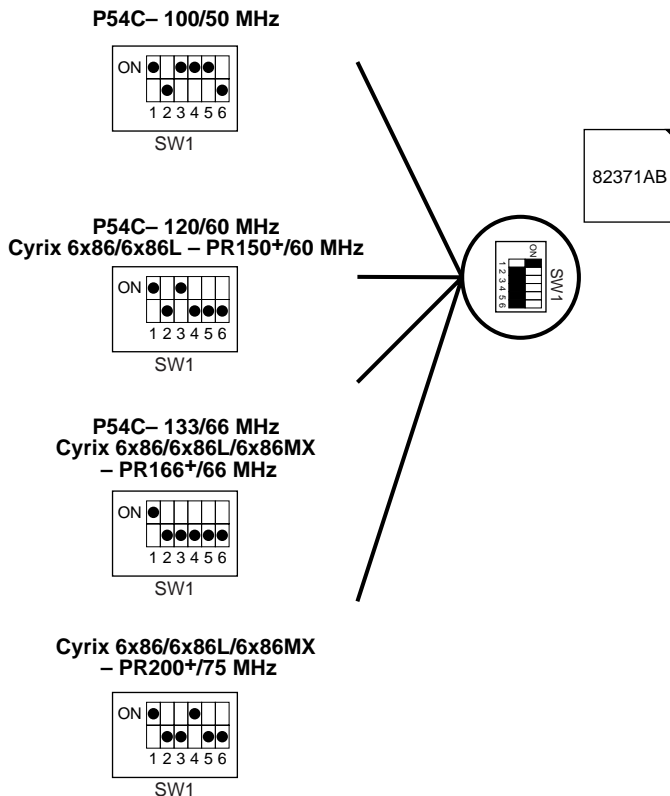 P54C– 100/50 MHz
ON
1 2 3 4 5 6
SW1
82371AB
P54C– 120/60 MHz
Cyrix 6x86/6x86L – PR150+/60 MHz
ON
1 2 3 4 5 6
SW1
ON
1 2 3 4 5 6
SW1
P54C– 133/66 MHz
Cyrix 6x86/6x86L/6x86MX
– PR166+/66 MHz
ON
1 2 3 4 5 6
SW1
Cyrix 6x86/6x86L/6x86MX
– PR200+/75 MHz
ON
1 2 3 4 5 6
SW1